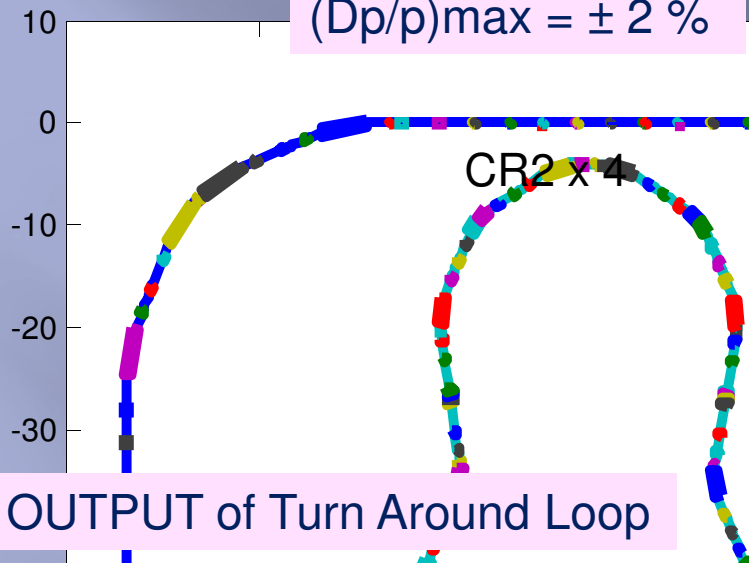 (Dp/p)max = ± 2 %
10
0
CR2 x 4
-10
-20
-30
OUTPUT of Turn Around Loop